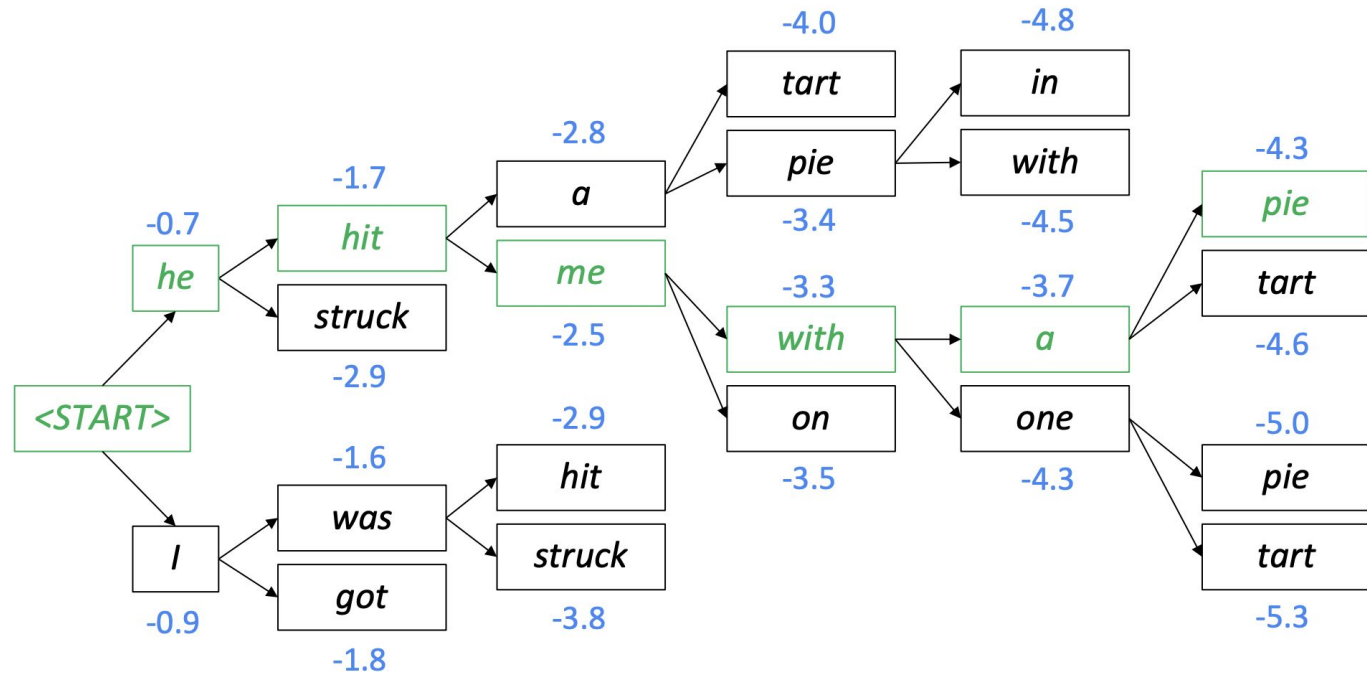 -4.0
-4.8
tart
in
-2.8
-4.3
-1.7
a
pie
with
pie
-0.7
hit
-3.4
-4.5
he
me
-3.3
-3.7
tart
struck
-2.5
with
a
-4.6
-2.9
<START>
-2.9
on
one
-5.0
-1.6
hit
-3.5
-4.3
pie
was
I
struck
tart
got
-0.9
-3.8
-5.3
-1.8